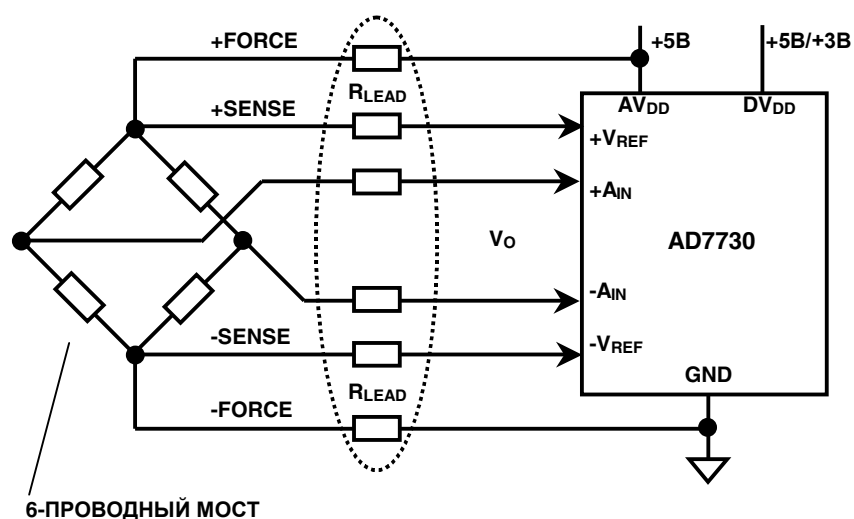 +FORCE
+5В
+5В/+3В
RLEAD
AVDD
DVDD
+SENSE
+VREF
+AIN
VO
AD7730
-AIN
-SENSE
-VREF
GND
RLEAD
-FORCE
6-ПРОВОДНЫЙ МОСТ